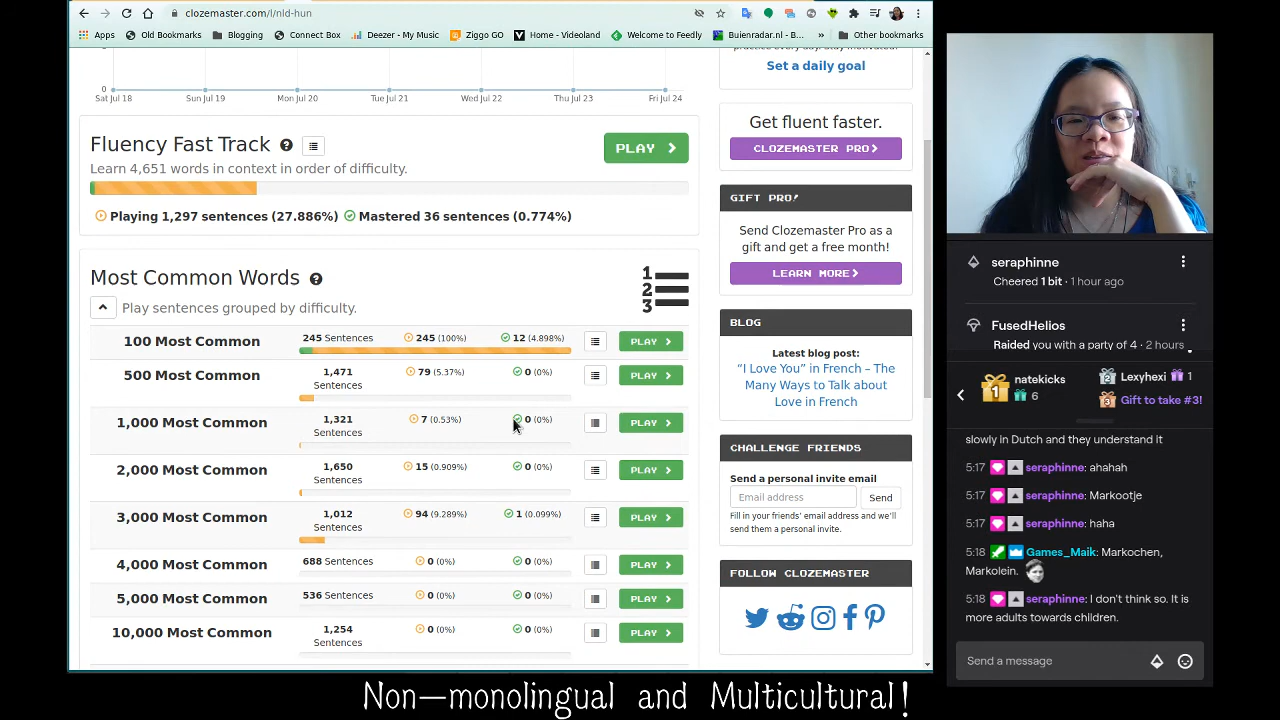 clozemaster.com/l/nld-hun
Apps
Old Bookmarks
Blogging
Connect Box
Deezer - My Music
Ziggo GO
Home - Videoland
Welcome to Feedly
Buienradar.nl - B...
»
Other bookmarks
0
Sat Jul 18
Sun Jul 19
Mon Jul 20
Tue Jul 21
Wed Jul 22
Thu Jul 23
Fri Jul 24
Fluency Fast Track
Learn 4,651 words in context in order of difficulty.
PLAY
Playing 1,297 sentences (27.886%) Mastered 36 sentences (0.774%)
Most Common Words
Play sentences grouped by difficulty.
1
2
3
100 Most Common 245 Sentences 245 (100%) 12 (4.898%) PLAY
500 Most Common 1,471 Sentences 79 (5.37%) 0 (0%) PLAY
1,000 Most Common 1,321 Sentences 7 (0.53%) 0 (0%) PLAY
2,000 Most Common 1,650 Sentences 15 (0.909%) 0 (0%) PLAY
3,000 Most Common 1,012 Sentences 94 (9.289%) 1 (0.099%) PLAY
4,000 Most Common 688 Sentences 0 (0%) 0 (0%) PLAY
5,000 Most Common 536 Sentences 0 (0%) 0 (0%) PLAY
10,000 Most Common 1,254 Sentences 0 (0%) 0 (0%) PLAY
Set a daily goal
Get fluent faster.
CLOZEMASTER PRO
GIFT PRO!
Send Clozemaster Pro as a
gift and get a free month!
LEARN MORE
BLOG
Latest blog post:
“I Love You” in French – The
Many Ways to Talk about
Love in French
CHALLENGE FRIENDS
Send a personal invite email
Email address
Send
Fill in your friends' email address and we'll
send them a personal invite.
FOLLOW CLOZEMASTER
seraphinne
Cheered 1 bit · 1 hour ago
FusedHelios
Raided you with a party of 4 · 2 hours
1 natekicks
6
2 Lexyhexi 1
3 Gift to take #3!
slowly in Dutch and they understand it
5:17 seraphinne: ahahah
5:17 seraphinne: Markootje
5:17 seraphinne: haha
5:18 Games_Maik: Markochen,
Markolein.
5:18 seraphinne: I don't think so. It is
more adults towards children.
Send a message
Non-monolingual and Multicultural!